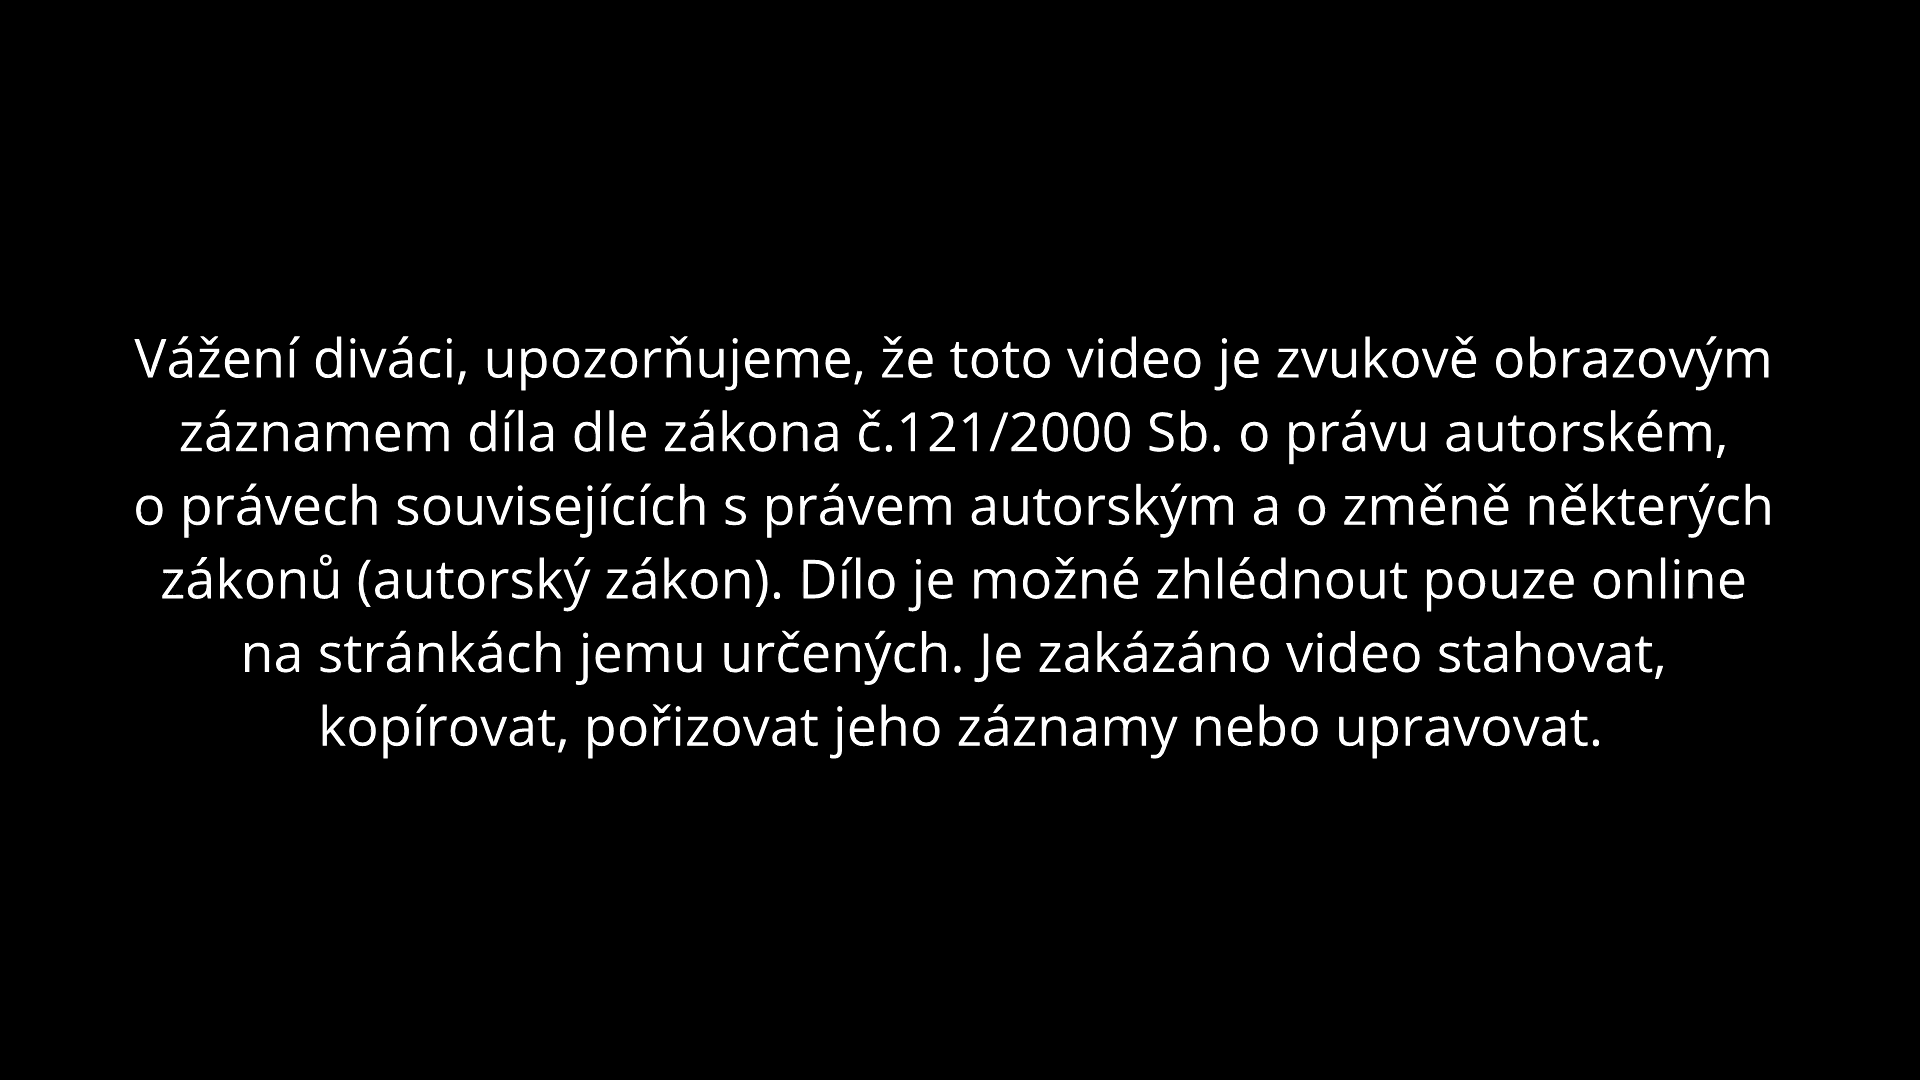 Vážení diváci, upozorňujeme, že toto video je zvukově obrazovým
záznamem díla dle zákona č.121/2000 Sb. o právu autorském,
o právech souvisejících s právem autorským a o změně některých
zákonů (autorský zákon). Dílo je možné zhlédnout pouze online
na stránkách jemu určených. Je zakázáno video stahovat,
kopírovat, pořizovat jeho záznamy nebo upravovat.